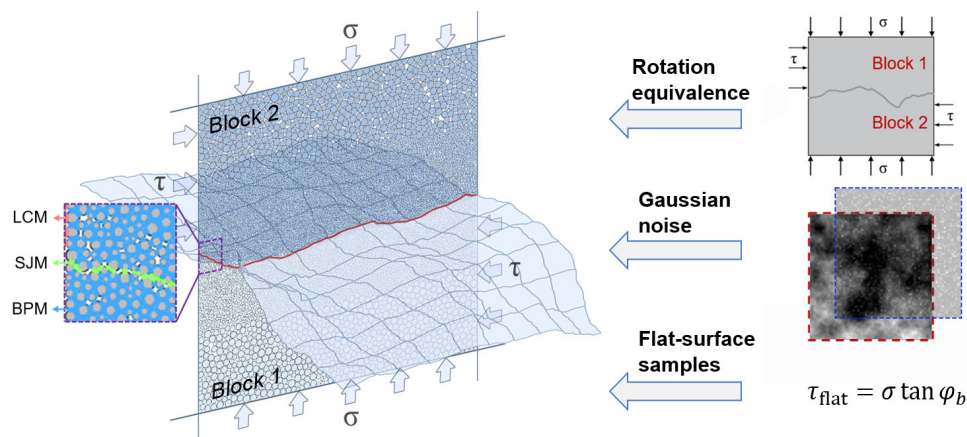 σ
Block 2
τ
LCM
SJM
BPM
τ
Block 1
σ
Rotation
equivalence
Gaussian
noise
Flat-surface
samples
σ
τ
Block 1
Block 2
τ
σ
τ_flat = σ tan φ_b